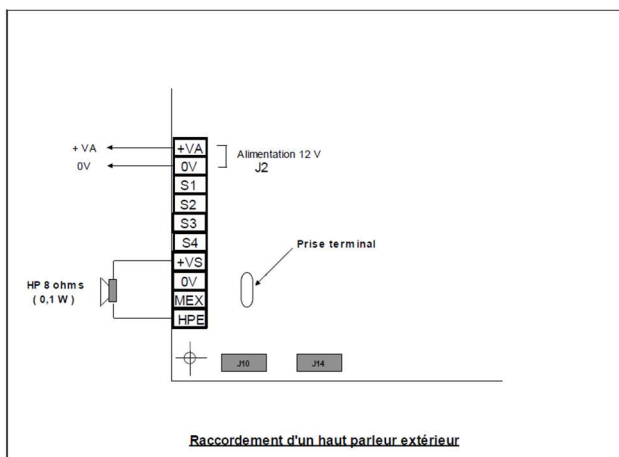 + VA
0V
+VA
0V
S1
S2
S3
S4
+VS
0V
MEX
HPE
Alimentation 12 V
J2
Prise terminal
HP 8 ohms
( 0,1 W )
J10
J14
Raccordement d'un haut parleur extérieur